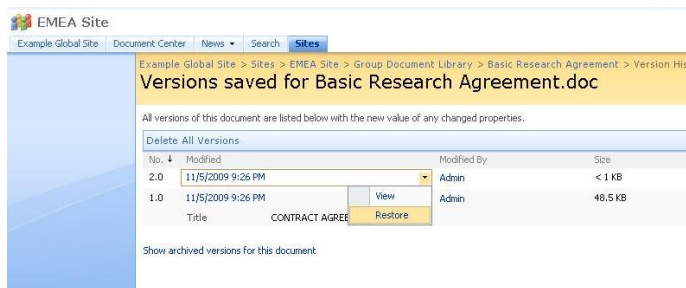 EMEA Site
Example Global Site Document Center News Search Sites
Example Global Site > Sites > EMEA Site > Group Document Library > Basic Research Agreement > Version His
Versions saved for Basic Research Agreement.doc
All versions of this document are listed below with the new value of any changed properties.
Delete All Versions
No. Modified Modified By Size
2.0 11/5/2009 9:26 PM Admin < 1 KB
1.0 11/5/2009 9:26 PM View Admin 48.5 KB
Title CONTRACT AGREE Restore
Show archived versions for this document